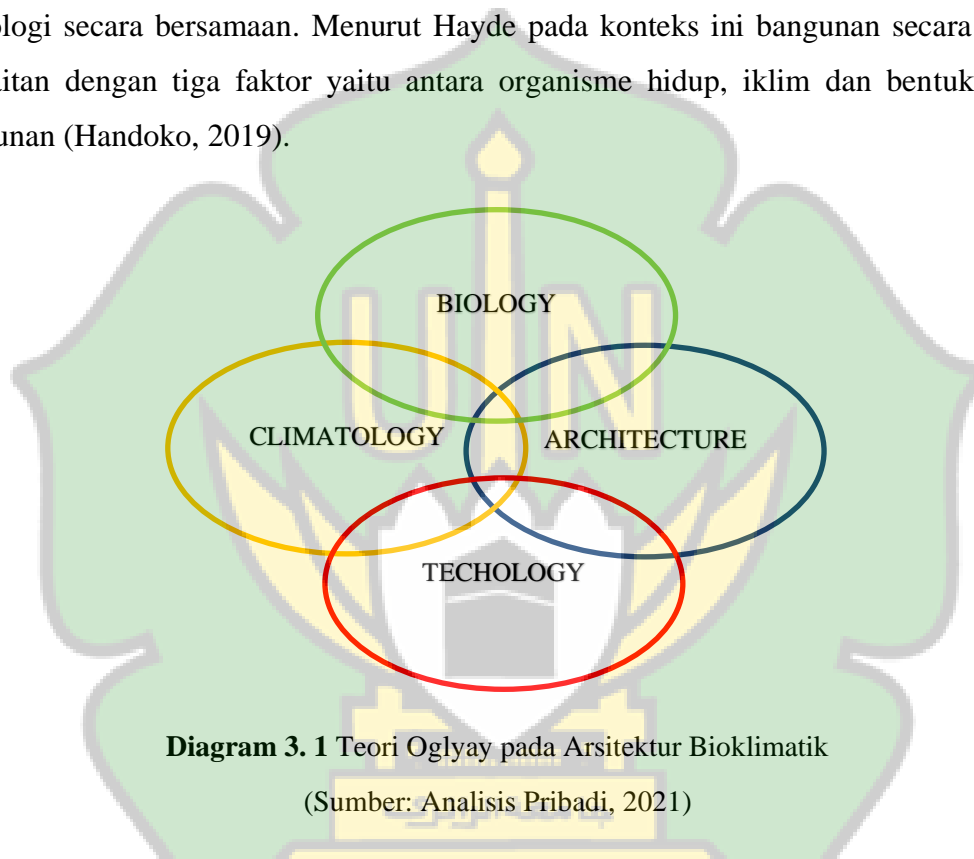 ologi secara bersamaan. Menurut Hayde pada konteks ini bangunan secara
aitan dengan tiga faktor yaitu antara organisme hidup, iklim dan bentuk
unan (Handoko, 2019).
UIN
BIOLOGY
CLIMATOLOGY ARCHITECTURE
TECHOLOGY
Diagram 3. 1 Teori Oglyay pada Arsitektur Bioklimatik
(Sumber: Analisis Pribadi, 2021)